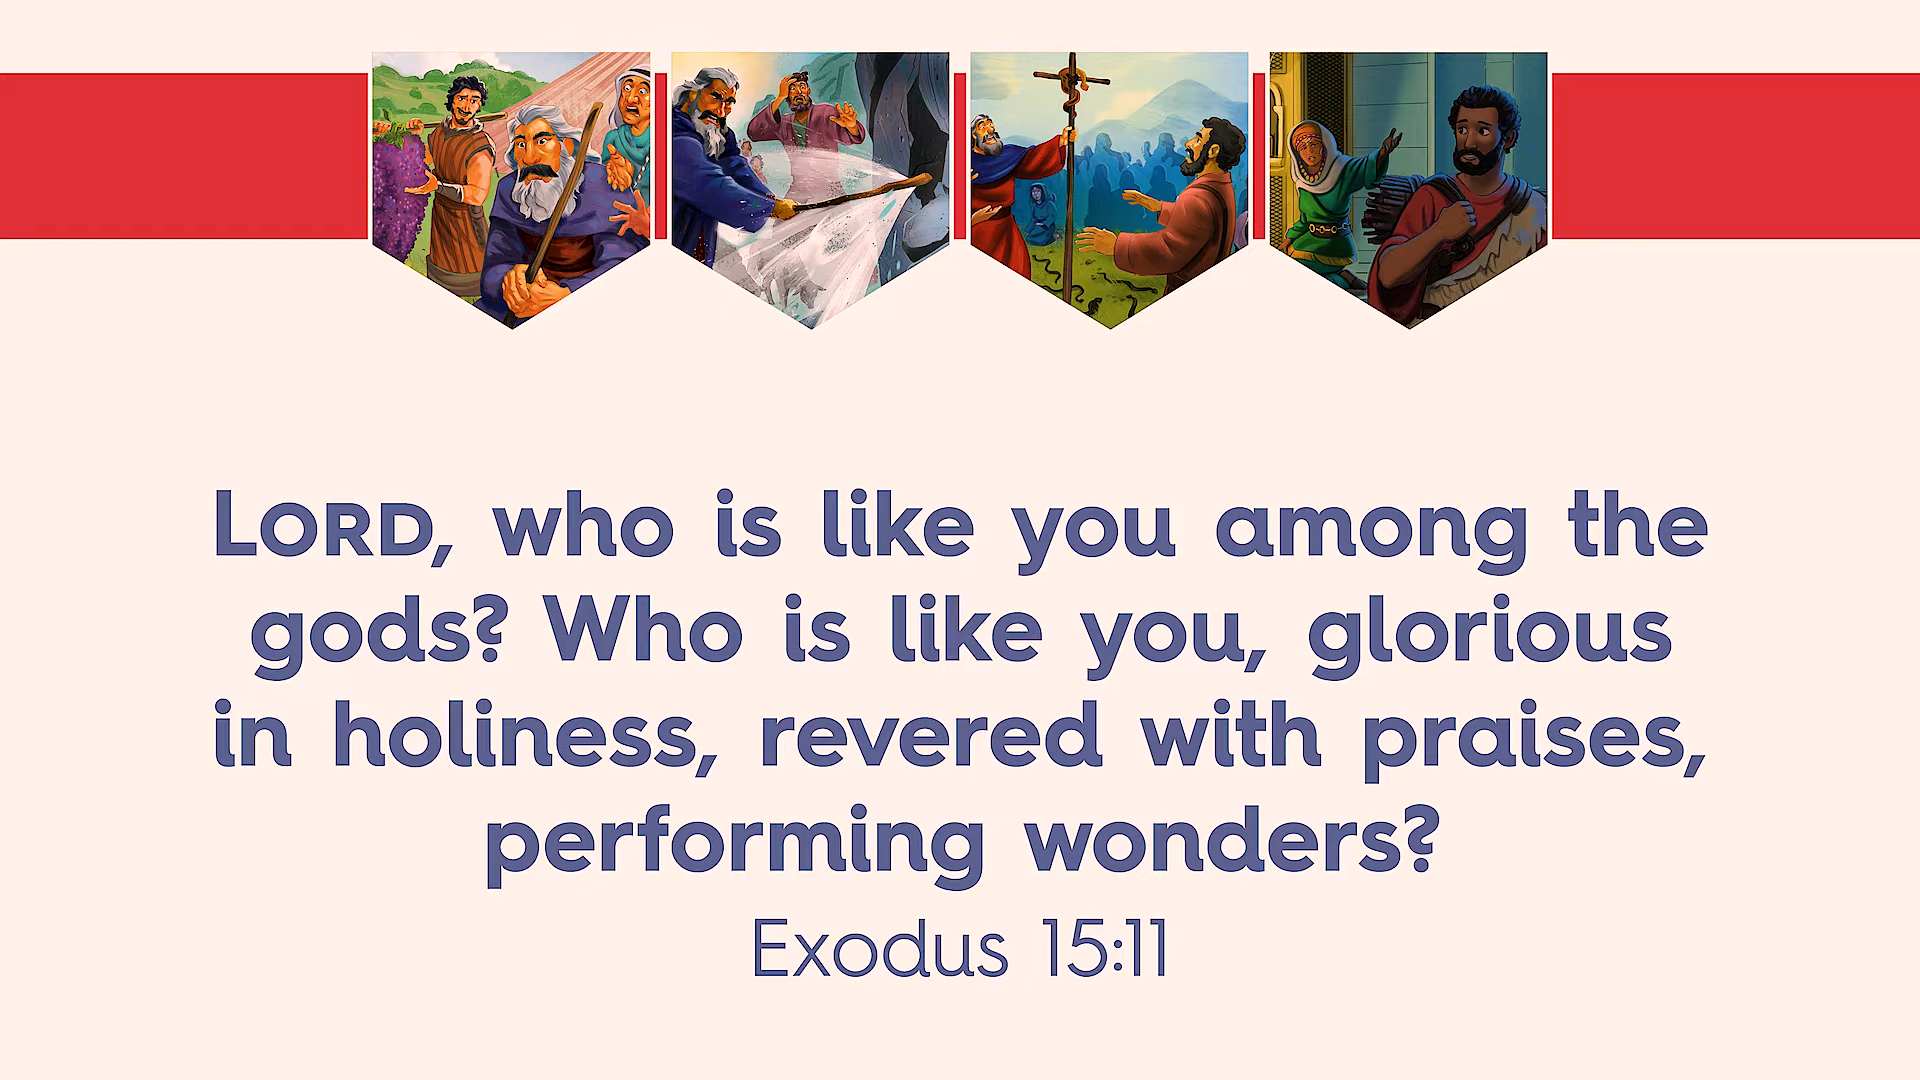 LORD, who is like you among the
gods? Who is like you, glorious
in holiness, revered with praises,
performing wonders?
Exodus 15:11